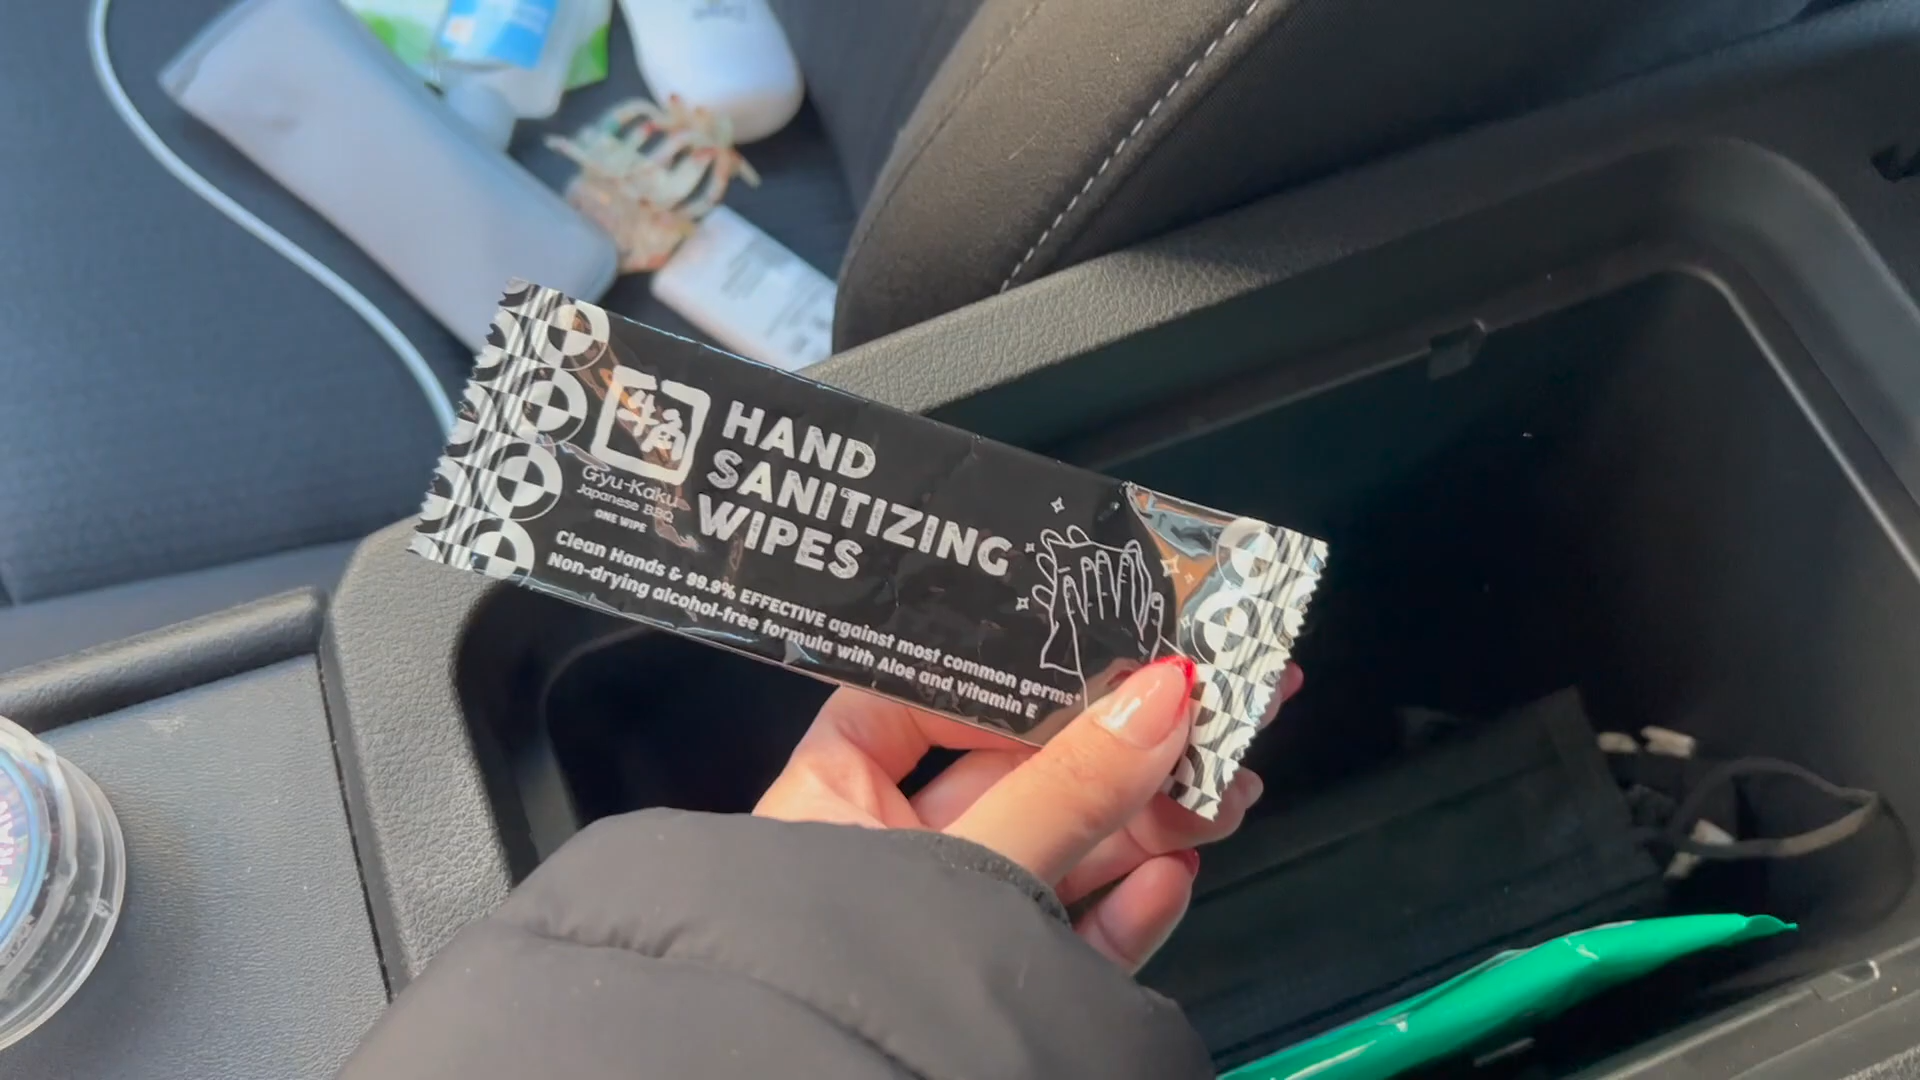 牛角
Gyu-Kaku
Japanese BBQ
ONE WIPE
HAND
SANITIZING
WIPES
Clean Hands & 99.9% EFFECTIVE against most common germs*
Non-drying alcohol-free formula with Aloe and Vitamin E